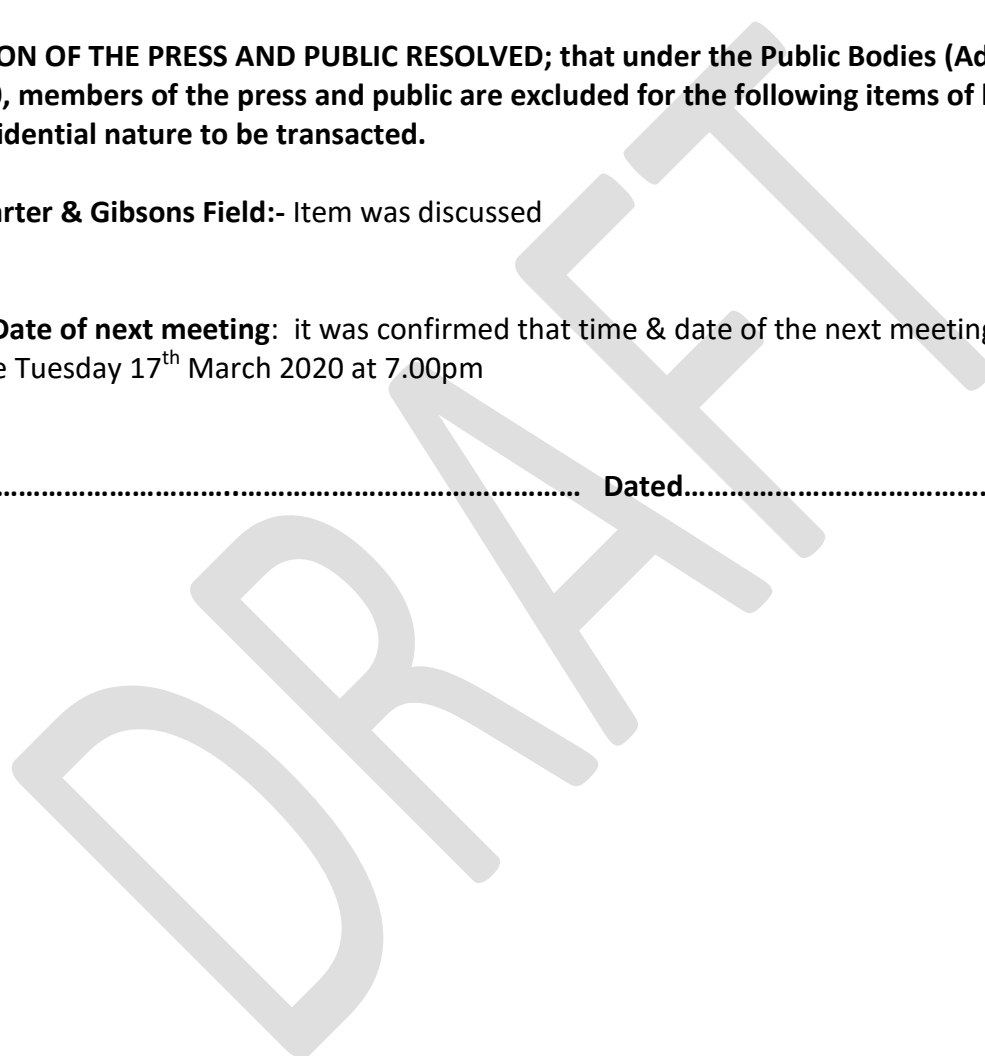 ON OF THE PRESS AND PUBLIC RESOLVED; that under the Public Bodies (Ad
), members of the press and public are excluded for the following items of
idential nature to be transacted.
arter & Gibsons Field:- Item was discussed
Date of next meeting: it was confirmed that time & date of the next meeting
e Tuesday 17th March 2020 at 7.00pm
……………………………..……………………………………… Dated…………………………………
DRAFT